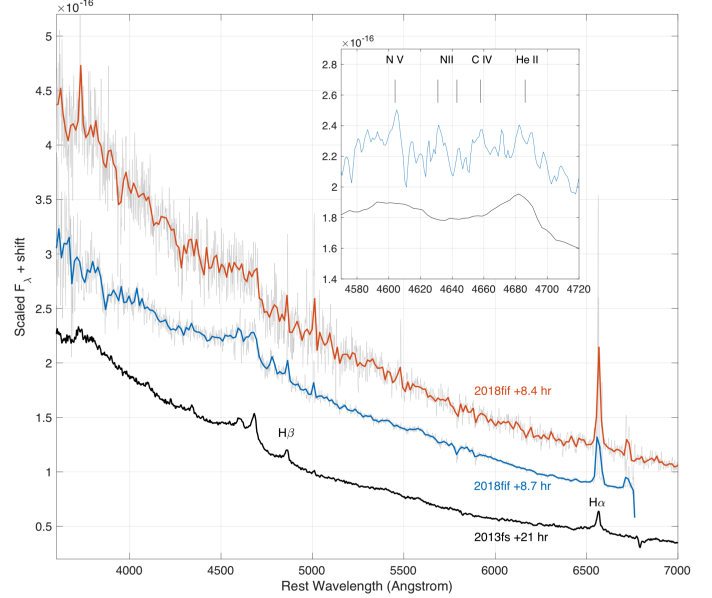 ×10⁻¹⁶
5
4.5
4
3.5
3
2.5
2
1.5
1
0.5
Scaled F_λ + shift
4000 4500 5000 5500 6000 6500 7000
Rest Wavelength (Angstrom)
×10⁻¹⁶
2.8
2.6
2.4
2.2
2
1.8
1.6
1.4
4580 4600 4620 4640 4660 4680 4700 4720
N V NII C IV He II
2018fif +8.4 hr
Hβ
2018fif +8.7 hr
Hα
2013fs +21 hr